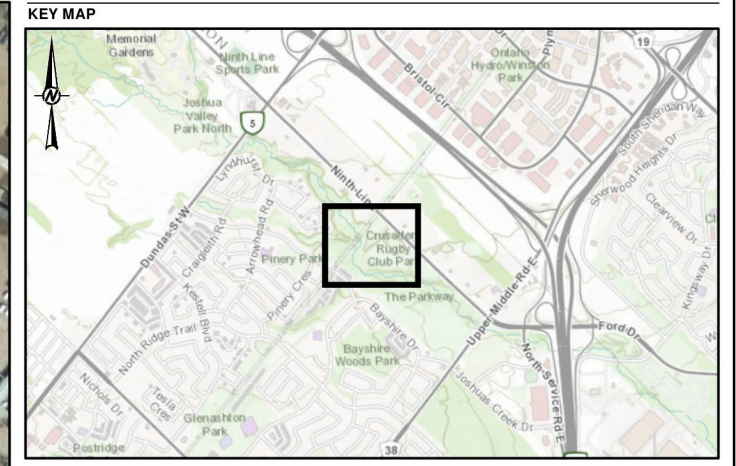 KEY MAP
Memorial
Gardens
Ninth Line
Sports Park
Ontario
Hydro/Winston
Park
19
Bristol-Cir
South Sheridan Way
Joshua
Valley
Park North
5
N
Lyndhurst Dr
Ninth-Line
Sherwood Heights Dr
Clearview Dr
Kingsway Dr
Dundas-St-W
Craigleith Rd
Arrowhead Rd
Pinery Park
Crusader
Rugby
Club Par
Kestell Blvd
Pinery Cres
The Parkway
Upper-Middle-Rd-E
Ford-Dr
North Ridge Trail
Bayshire Dr
Bayshire
Woods Park
North-Service-Rd-E
Joshuas Creek Dr
Nichols Dr
Tesla
Cres
Glenashton
Park
Postridge
38